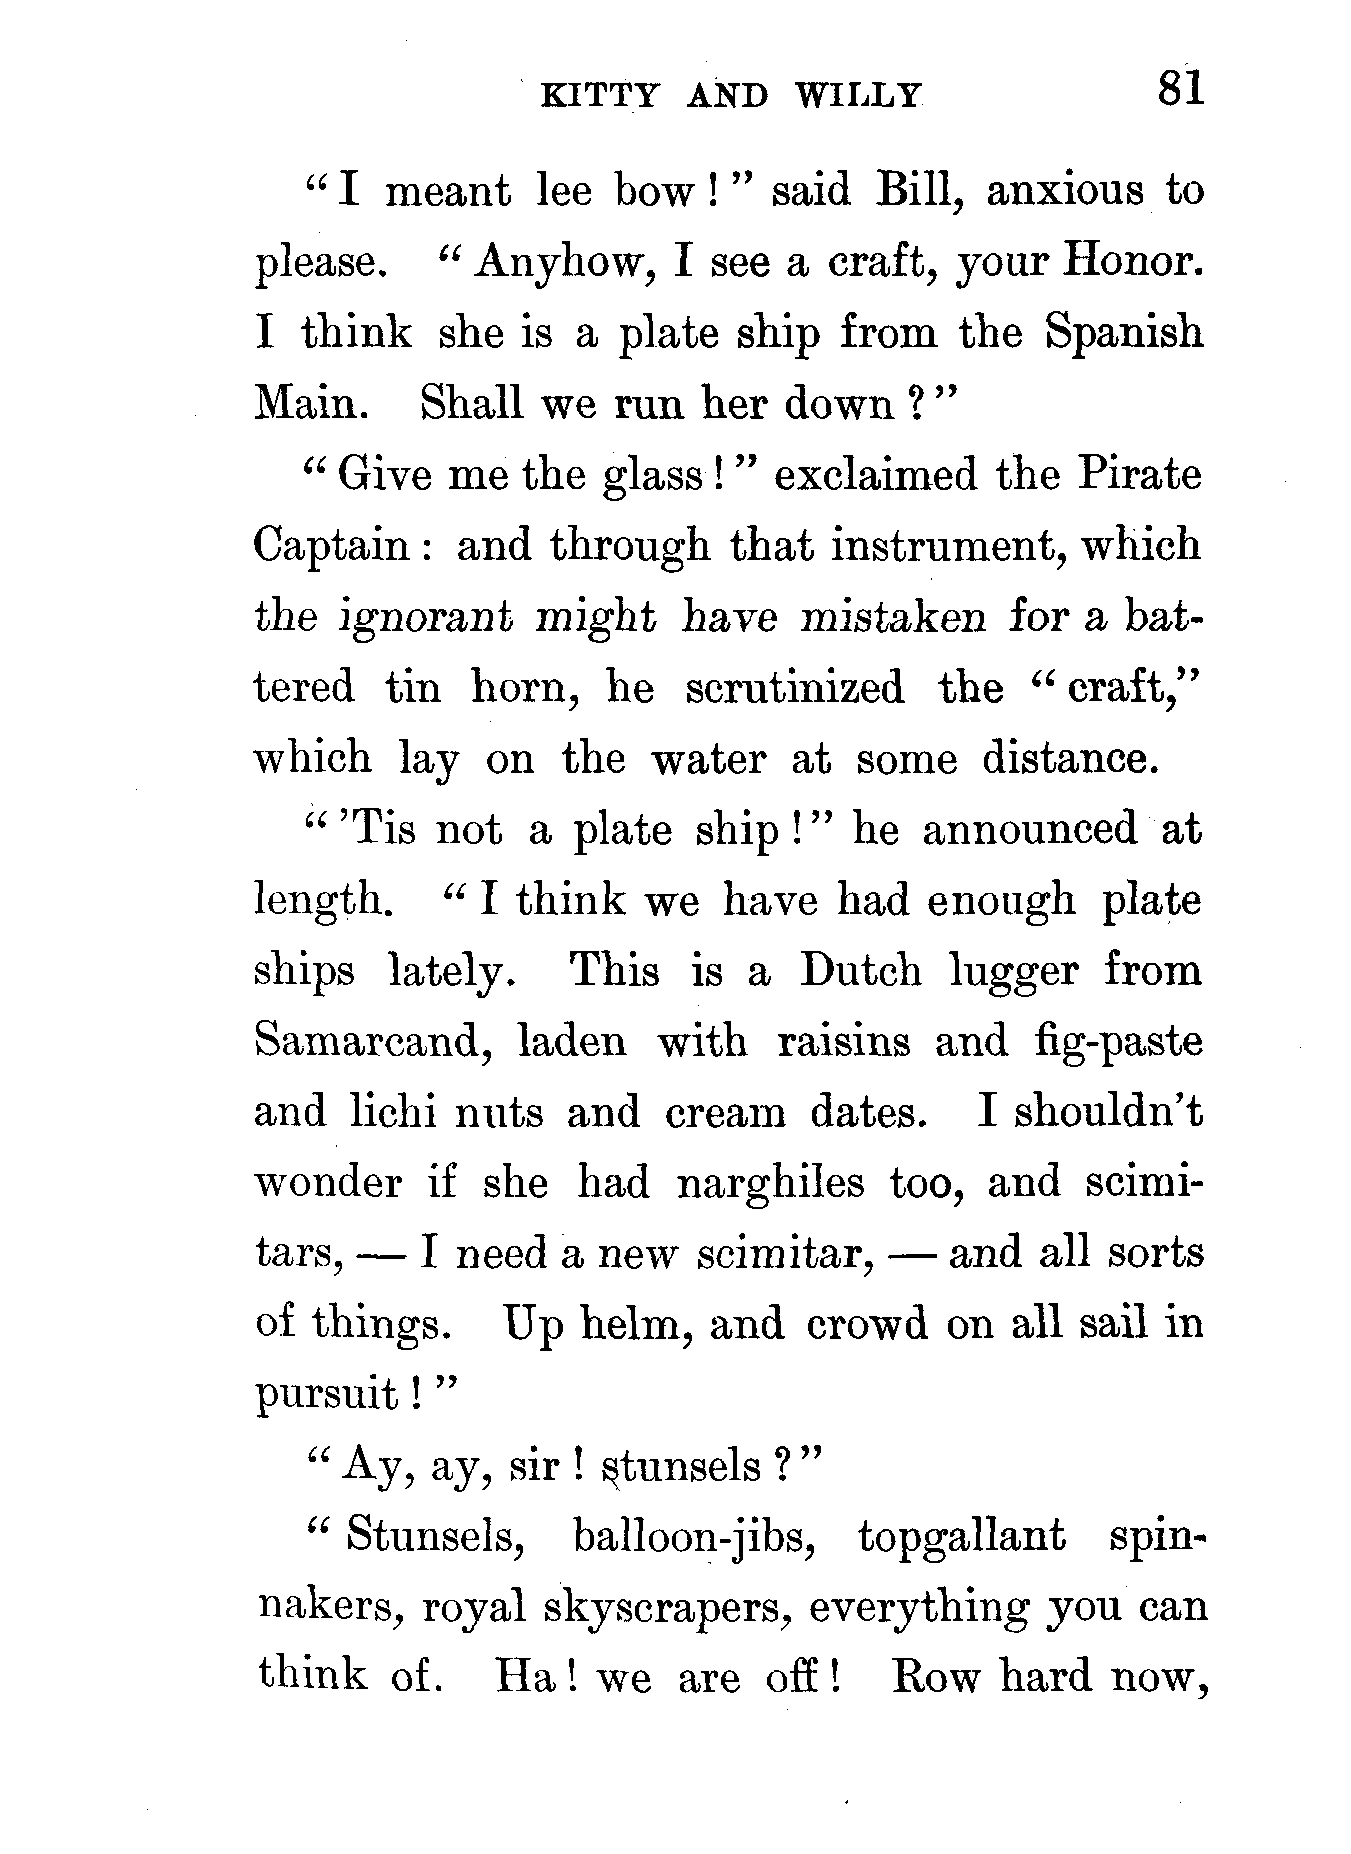 KITTY AND WILLY 81
"I meant lee bow!" said Bill, anxious to
please. "Anyhow, I see a craft, your Honor.
I think she is a plate ship from the Spanish
Main. Shall we run her down?"
"Give me the glass!" exclaimed the Pirate
Captain: and through that instrument, which
the ignorant might have mistaken for a bat-
tered tin horn, he scrutinized the "craft,"
which lay on the water at some distance.
"'Tis not a plate ship!" he announced at
length. "I think we have had enough plate
ships lately. This is a Dutch lugger from
Samarcand, laden with raisins and fig-paste
and lichi nuts and cream dates. I shouldn't
wonder if she had narghiles too, and scimi-
tars, — I need a new scimitar, — and all sorts
of things. Up helm, and crowd on all sail in
pursuit!"
"Ay, ay, sir! stunsels?"
"Stunsels, balloon-jibs, topgallant spin-
nakers, royal skyscrapers, everything you can
think of. Ha! we are off! Row hard now,